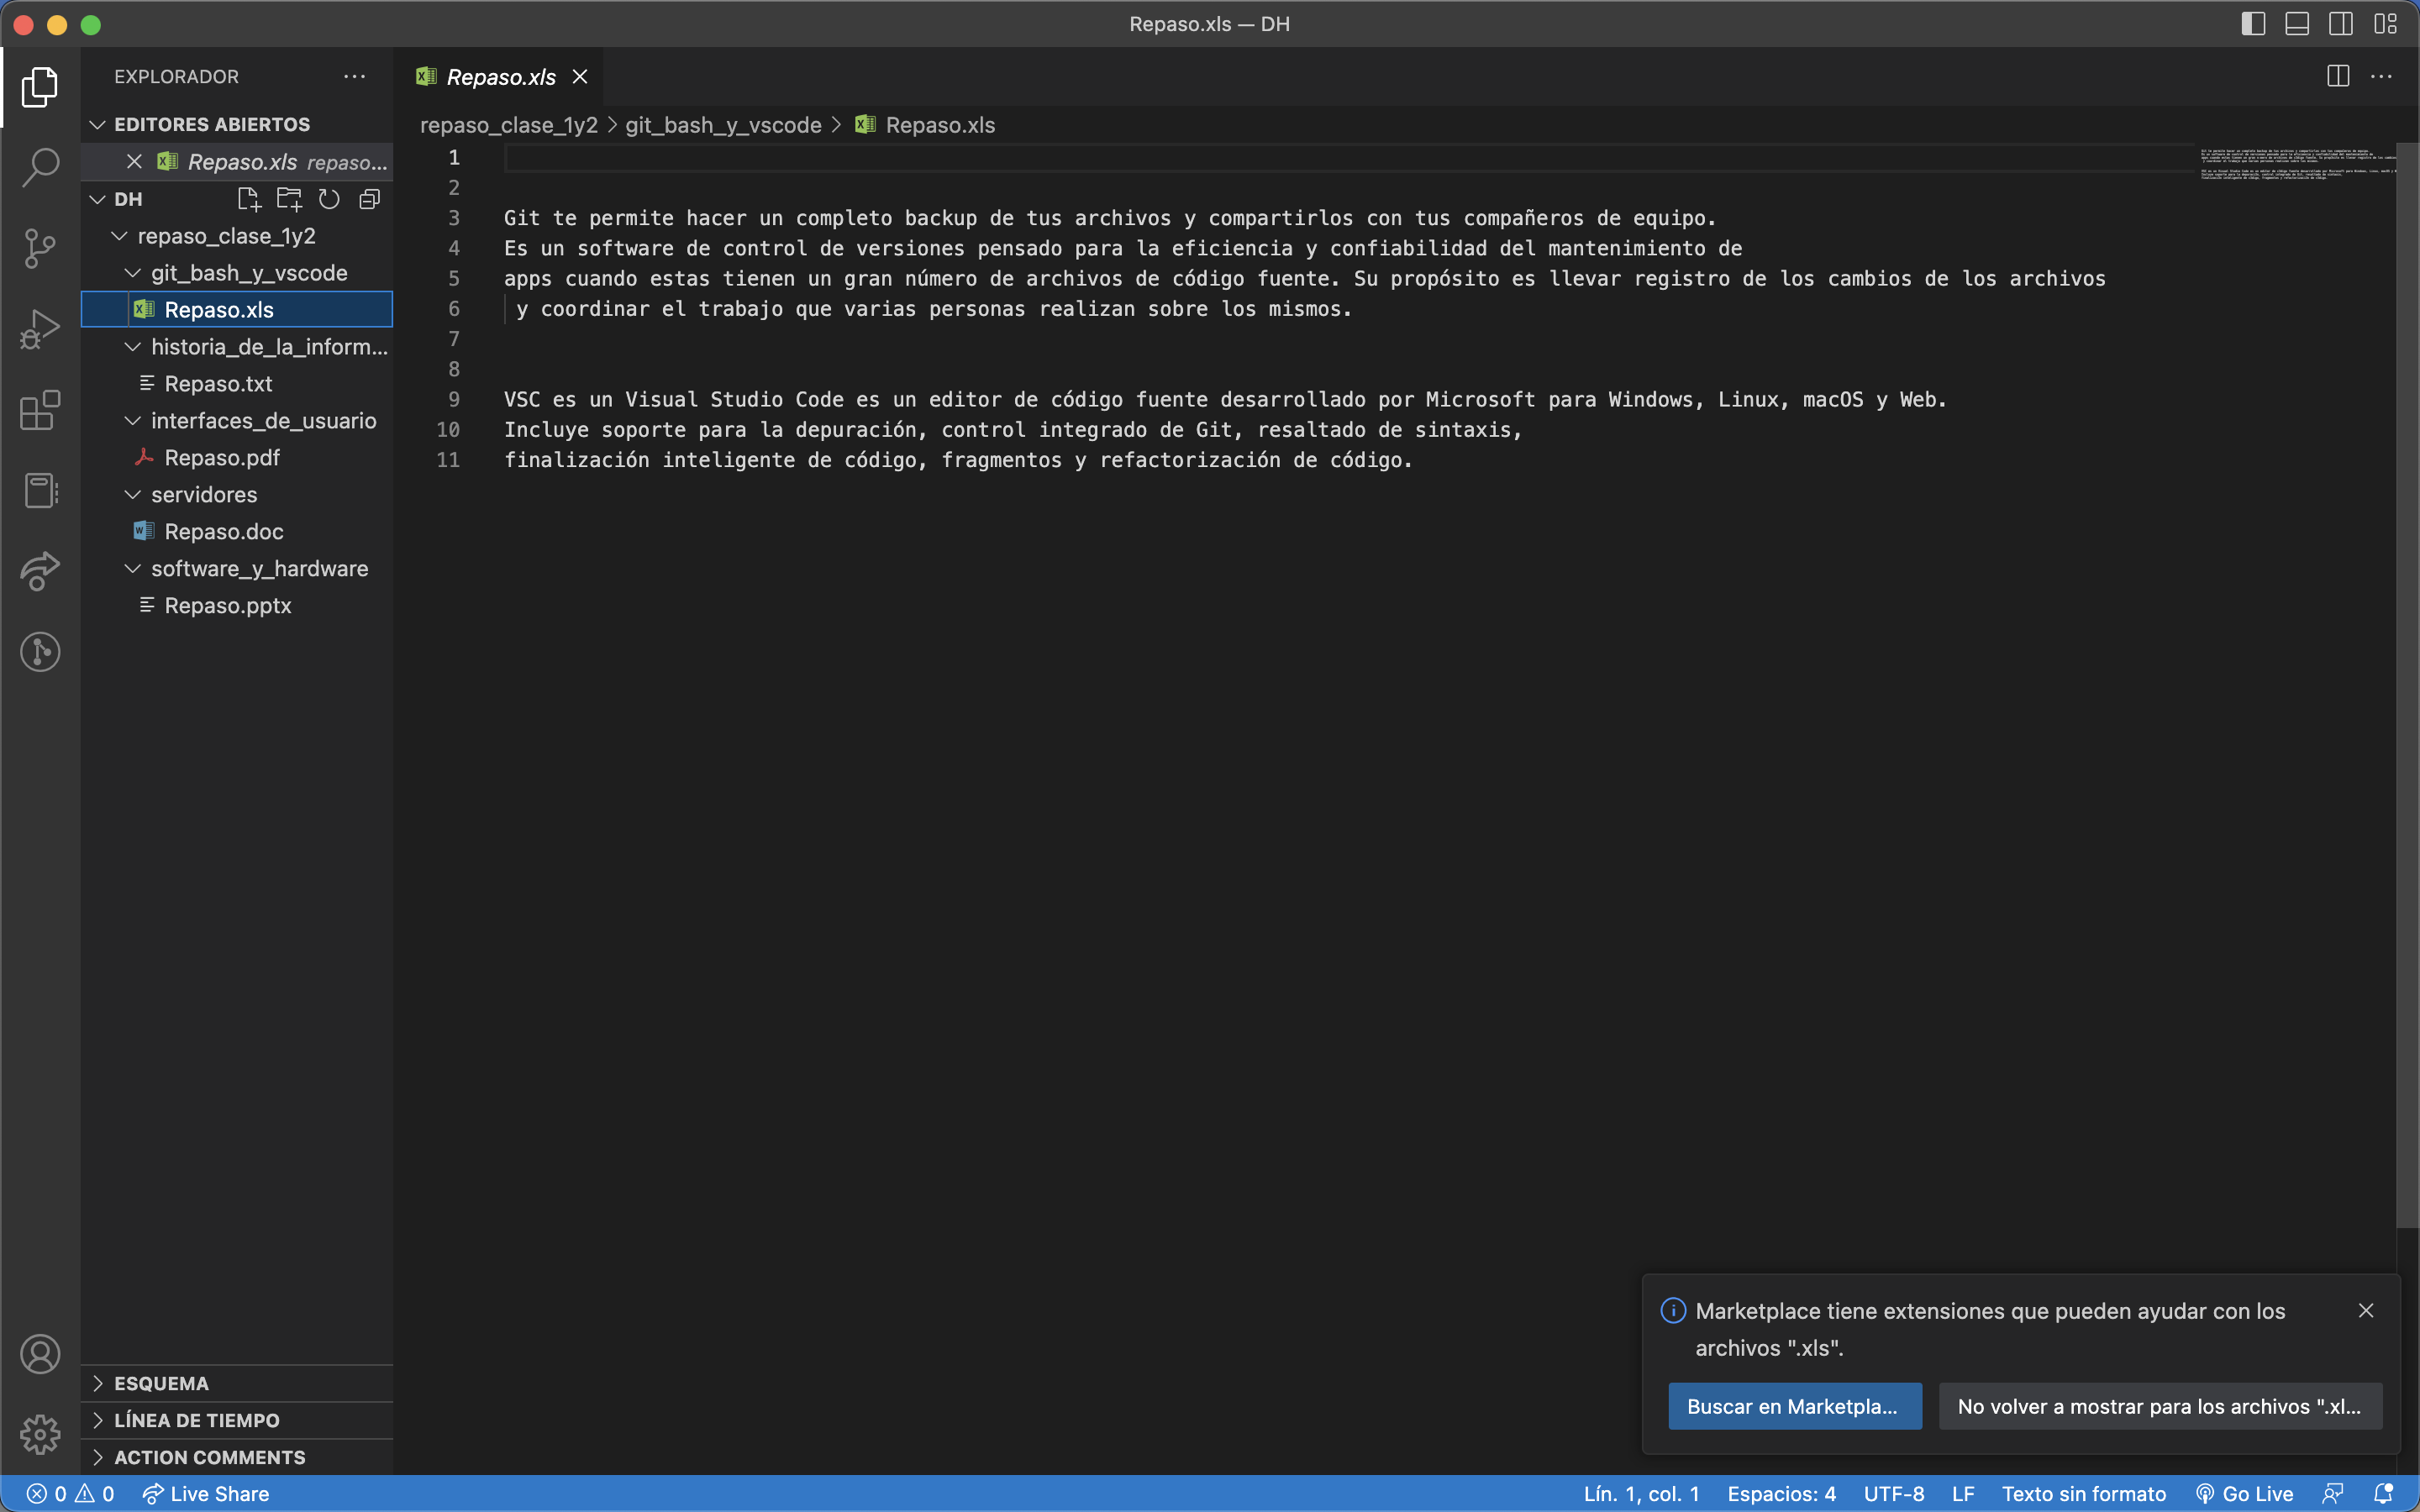 Repaso.xls — DH
EXPLORADOR
EDITORES ABIERTOS
Repaso.xls repaso...
DH
repaso_clase_1y2
git_bash_y_vscode
Repaso.xls
historia_de_la_inform...
Repaso.txt
interfaces_de_usuario
Repaso.pdf
servidores
Repaso.doc
software_y_hardware
Repaso.pptx
ESQUEMA
LÍNEA DE TIEMPO
ACTION COMMENTS
Repaso.xls
repaso_clase_1y2 > git_bash_y_vscode > Repaso.xls
1
2
3 Git te permite hacer un completo backup de tus archivos y compartirlos con tus compañeros de equipo.
4 Es un software de control de versiones pensado para la eficiencia y confiabilidad del mantenimiento de
5 apps cuando estas tienen un gran número de archivos de código fuente. Su propósito es llevar registro de los cambios de los archivos
6 y coordinar el trabajo que varias personas realizan sobre los mismos.
7
8
9 VSC es un Visual Studio Code es un editor de código fuente desarrollado por Microsoft para Windows, Linux, macOS y Web.
10 Incluye soporte para la depuración, control integrado de Git, resaltado de sintaxis,
11 finalización inteligente de código, fragmentos y refactorización de código.
Marketplace tiene extensiones que pueden ayudar con los
archivos ".xls".
Buscar en Marketpla...
No volver a mostrar para los archivos ".xl...
0 0 Live Share
Lín. 1, col. 1 Espacios: 4 UTF-8 LF Texto sin formato Go Live